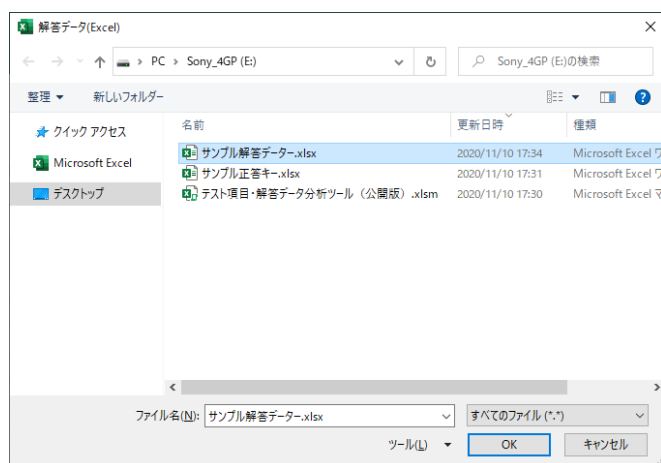 解答データ(Excel)
PC > Sony_4GP (E:)
Sony_4GP (E:)の検索
整理 新しいフォルダー
クイック アクセス
Microsoft Excel
デスクトップ
名前 更新日時 種類
サンプル解答データー.xlsx 2020/11/10 17:34 Microsoft Excel ワ
サンプル正答キー.xlsx 2020/11/10 17:31 Microsoft Excel ワ
テスト項目・解答データ分析ツール（公開版）.xlsm 2020/11/10 17:30 Microsoft Excel マ
ファイル名(N): サンプル解答データー.xlsx すべてのファイル (*.*)
ツール(L) OK キャンセル